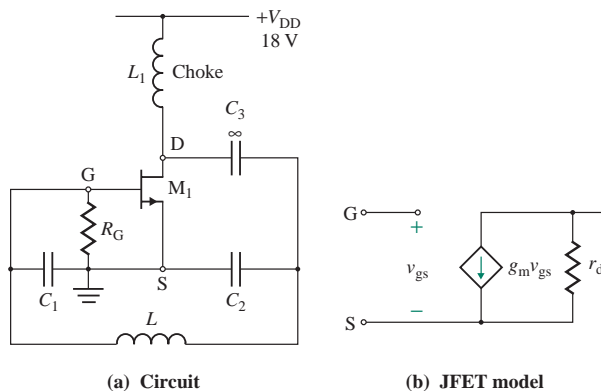 +V_DD
18 V
L_1 Choke
C_3
∞
D
G
M_1
R_G
S
C_1
C_2
L
(a) Circuit
G
+
v_gs
g_m v_gs
r_d
S
−
(b) JFET model